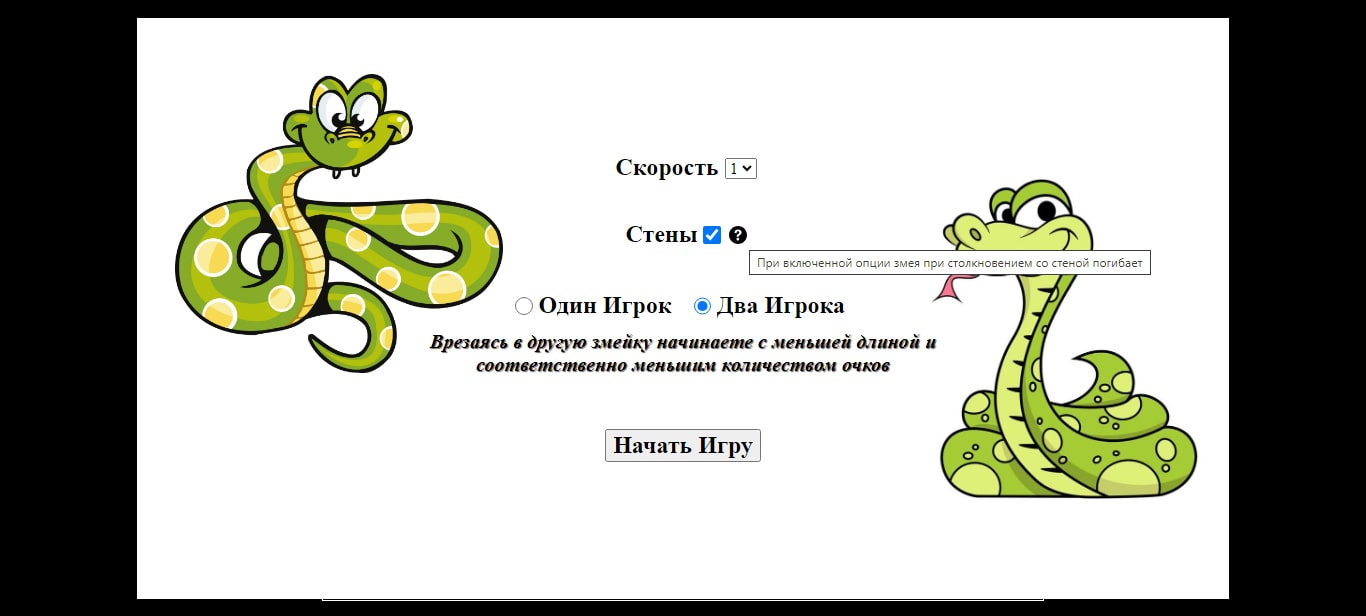 Скорость 1
Стены ?
При включенной опции змея при столкновением со стеной погибает
Один Игрок Два Игрока
Врезаясь в другую змейку начинаете с меньшей длиной и
соответственно меньшим количеством очков
Начать Игру